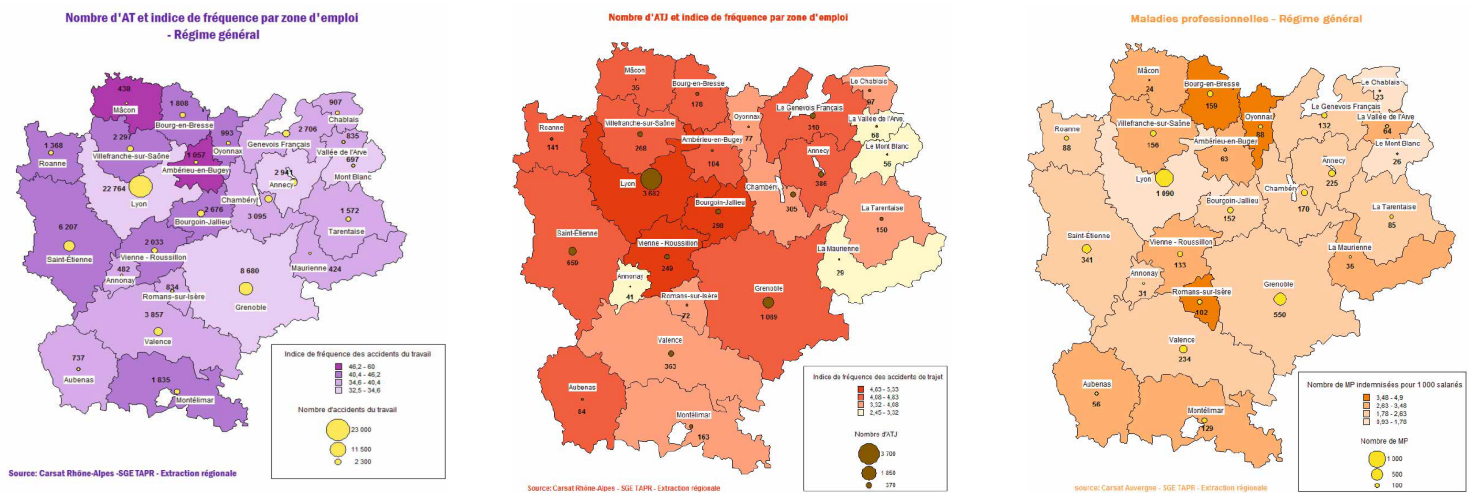 Nombre d'AT et indice de fréquence par zone d'emploi
- Régime général
438
Mâcon
1 808
Bourg-en-Bresse
907
Chablais
2 297
Villefranche-sur-Saône
993
Oyonnax
2 706
Genevois Français
835
Vallée de l'Arve
1 368
Roanne
1 057
Ambérieu-en-Bugey
697
Mont Blanc
22 764
Lyon
2 941
Annecy
Chambéry
3 095
2 676
Bourgoin-Jallieu
1 572
Tarentaise
6 207
Saint-Étienne
2 033
Vienne - Roussillon
Maurienne
424
482
Annonay
8 680
Grenoble
834
Romans-sur-Isère
3 857
Valence
737
Aubenas
1 835
Montélimar
Indice de fréquence des accidents du travail
46,2 - 60
40,4 - 46,2
34,6 - 40,4
32,5 - 34,6
Nombre d'accidents du travail
23 000
11 500
2 300
Source: Carsat Rhône-Alpes -SGE TAPR - Extraction régionale
Nombre d'ATJ et indice de fréquence par zone d'emploi
Mâcon
35
Bourg-en-Bresse
178
Le Chablais
97
Oyonnax
77
Le Genevois Français
310
La Vallée de l'Arve
68
Roanne
141
Villefranche-sur-Saône
268
Ambérieu-en-Bugey
104
Le Mont Blanc
56
Annecy
386
Lyon
3 682
Chambéry
305
Bourgoin-Jallieu
290
La Tarentaise
150
Saint-Étienne
659
Vienne - Roussillon
249
La Maurienne
29
Annonay
41
Romans-sur-Isère
72
Grenoble
1 089
Valence
363
Aubenas
84
Montélimar
163
Indice de fréquence des accidents de trajet
4,83 - 5,33
4,68 - 4,83
3,32 - 4,68
2,45 - 3,32
Nombre d'ATJ
3 700
1 850
370
Source: Carsat Rhône-Alpes - SGE TAPR - Extraction régionale
Maladies professionnelles - Régime général
Mâcon
24
Bourg-en-Bresse
159
Le Chablais
23
Oyonnax
88
Le Genevois Français
132
La Vallée de l'Arve
64
Roanne
88
Villefranche-sur-Saône
156
Ambérieu-en-Bugey
63
Le Mont Blanc
26
Annecy
225
Lyon
1 090
Chambéry
170
Bourgoin-Jallieu
152
La Tarentaise
85
Saint-Étienne
341
Vienne - Roussillon
133
La Maurienne
35
Annonay
31
Romans-sur-Isère
102
Grenoble
550
Valence
234
Aubenas
56
Montélimar
129
Nombre de MP indemnisées pour 1 000 salariés
3,48 - 4,9
2,63 - 3,48
1,78 - 2,63
0,93 - 1,78
Nombre de MP
1 000
500
100
source: Carsat Auvergne - SGE TAPR - Extraction régionale